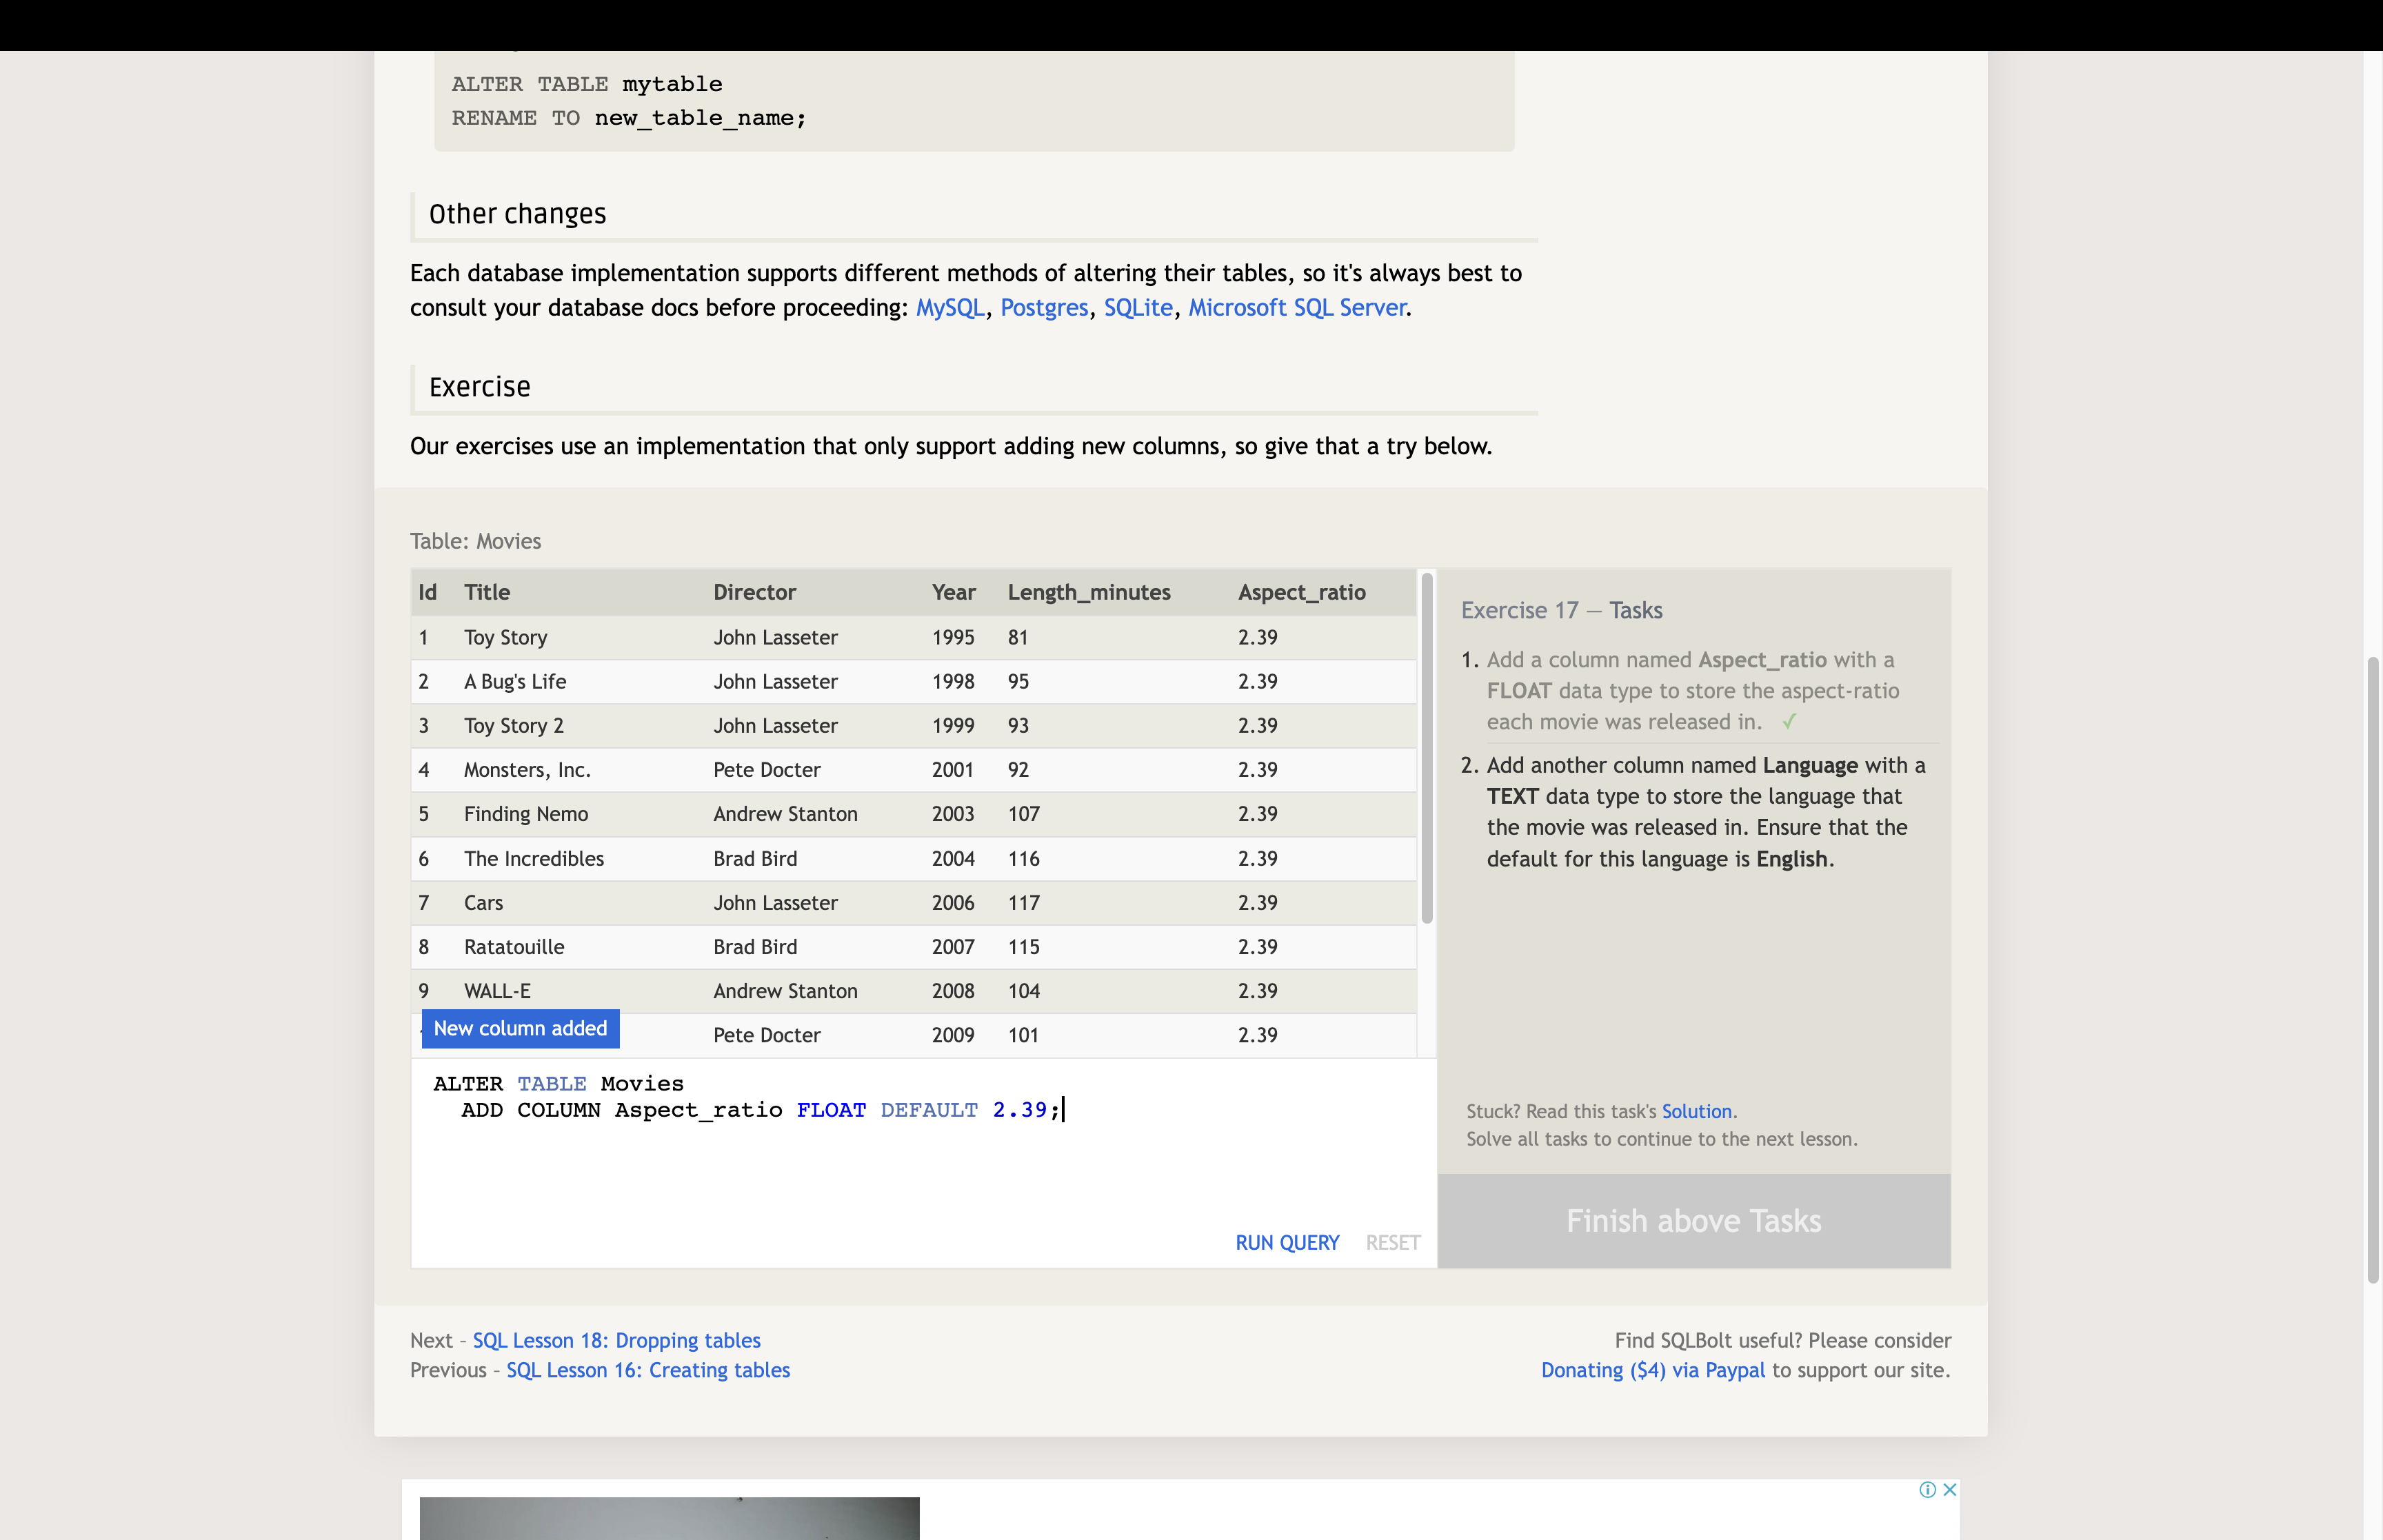 ALTER TABLE mytable
RENAME TO new_table_name;
Other changes
Each database implementation supports different methods of altering their tables, so it's always best to
consult your database docs before proceeding: MySQL, Postgres, SQLite, Microsoft SQL Server.
Exercise
Our exercises use an implementation that only support adding new columns, so give that a try below.
Table: Movies
Id Title Director Year Length_minutes Aspect_ratio
1 Toy Story John Lasseter 1995 81 2.39
2 A Bug's Life John Lasseter 1998 95 2.39
3 Toy Story 2 John Lasseter 1999 93 2.39
4 Monsters, Inc. Pete Docter 2001 92 2.39
5 Finding Nemo Andrew Stanton 2003 107 2.39
6 The Incredibles Brad Bird 2004 116 2.39
7 Cars John Lasseter 2006 117 2.39
8 Ratatouille Brad Bird 2007 115 2.39
9 WALL-E Andrew Stanton 2008 104 2.39
Pete Docter 2009 101 2.39
New column added
ALTER TABLE Movies
ADD COLUMN Aspect_ratio FLOAT DEFAULT 2.39;
RUN QUERY RESET
Exercise 17 — Tasks
1. Add a column named Aspect_ratio with a
FLOAT data type to store the aspect-ratio
each movie was released in. ✓
2. Add another column named Language with a
TEXT data type to store the language that
the movie was released in. Ensure that the
default for this language is English.
Stuck? Read this task's Solution.
Solve all tasks to continue to the next lesson.
Finish above Tasks
Next – SQL Lesson 18: Dropping tables
Previous – SQL Lesson 16: Creating tables
Find SQLBolt useful? Please consider
Donating ($4) via Paypal to support our site.